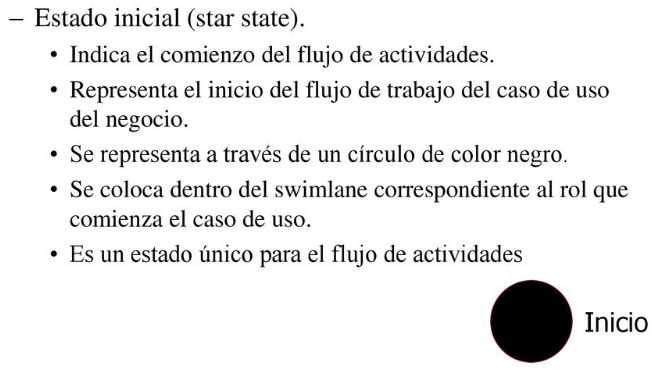 – Estado inicial (star state).
• Indica el comienzo del flujo de actividades.
• Representa el inicio del flujo de trabajo del caso de uso
del negocio.
• Se representa a través de un círculo de color negro.
• Se coloca dentro del swimlane correspondiente al rol que
comienza el caso de uso.
• Es un estado único para el flujo de actividades
Inicio